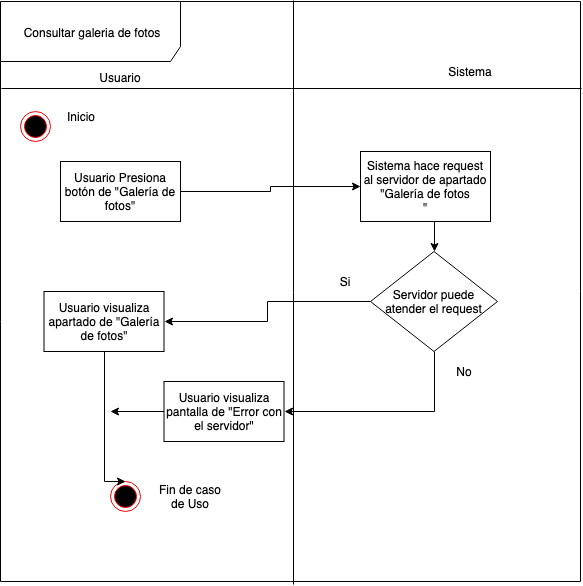 Consultar galeria de fotos
Usuario
Sistema
Inicio
Usuario Presiona
botón de "Galería de
fotos"
Sistema hace request
al servidor de apartado
"Galería de fotos
"
Si
Servidor puede
atender el request
Usuario visualiza
apartado de "Galería
de fotos"
No
Usuario visualiza
pantalla de "Error con
el servidor"
Fin de caso
de Uso